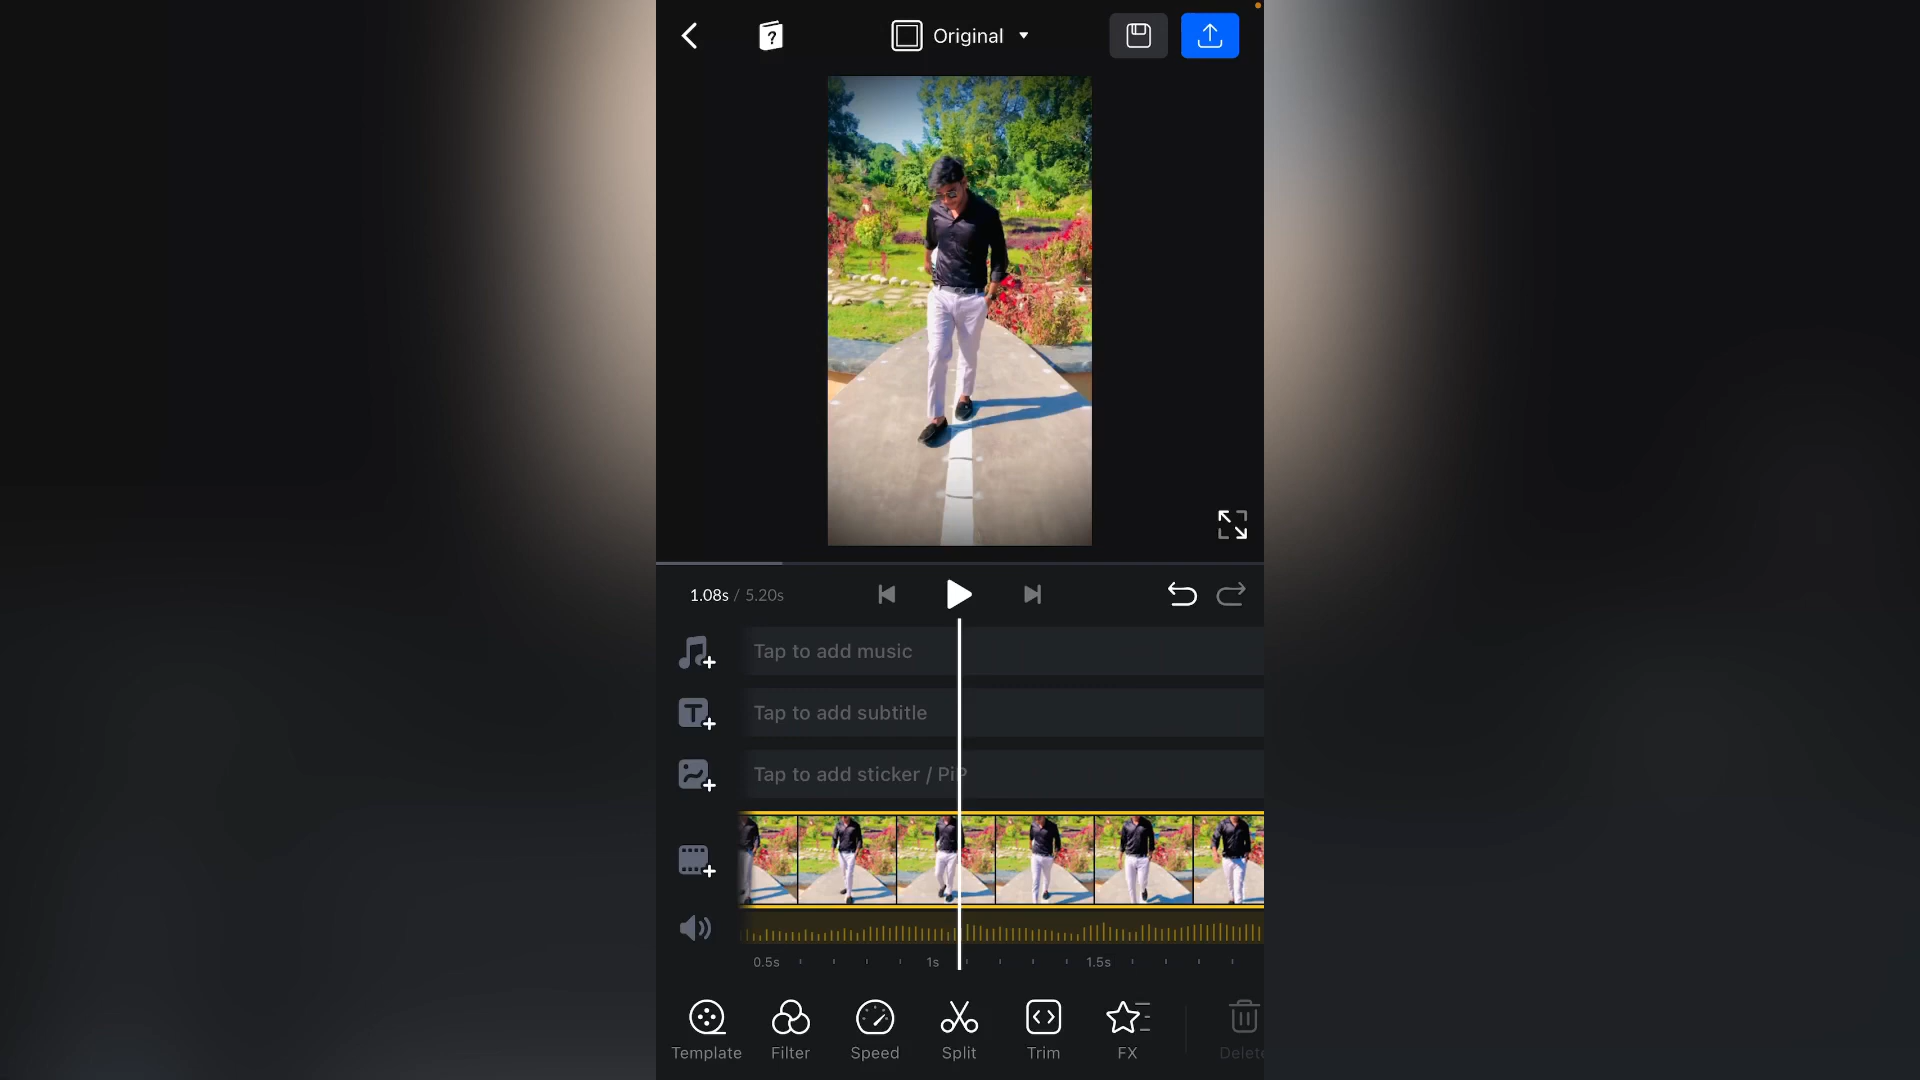 Original
1.08s / 5.20s
Tap to add music
Tap to add subtitle
Tap to add sticker / PiP
0.5s 1s 1.5s
Template Filter Speed Split Trim FX Delete